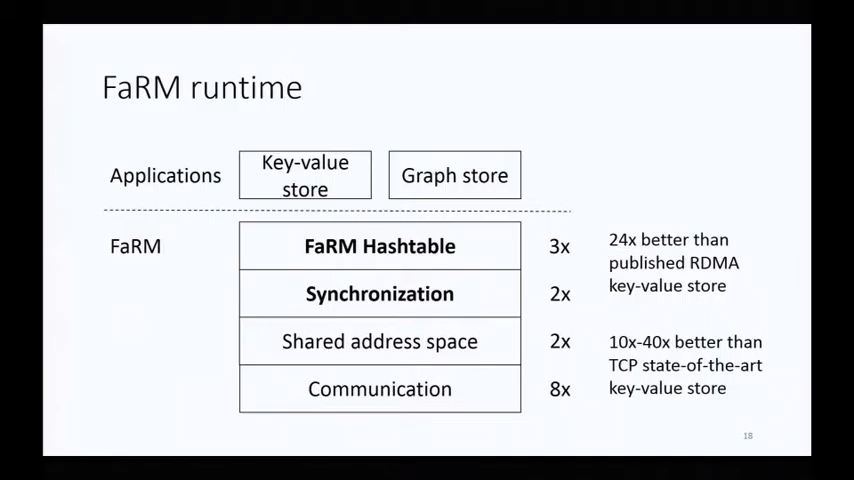 FaRM runtime
Applications
Key-value
store
Graph store
FaRM
FaRM Hashtable
3x
Synchronization
2x
Shared address space
2x
Communication
8x
24x better than
published RDMA
key-value store
10x-40x better than
TCP state-of-the-art
key-value store
18